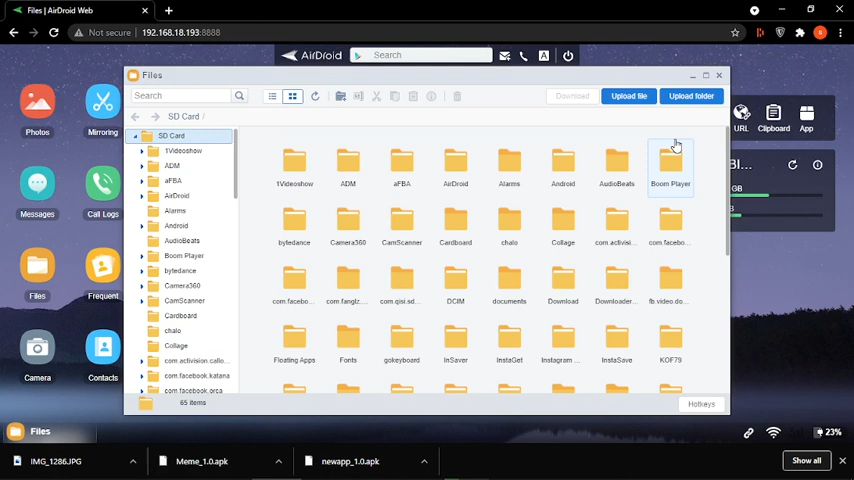 Files | AirDroid Web
Not secure | 192.168.18.193:8888
AirDroid
Search
A
Photos
Mirroring
Messages
Call Logs
Files
Frequent
Camera
Contacts
URL
Clipboard
App
GB
B
Files
Search
Download
Upload file
Upload folder
SD Card /
SD Card
1Videoshow
ADM
aFBA
AirDroid
Alarms
Android
AudioBeats
Boom Player
bytedance
Camera360
CamScanner
Cardboard
chalo
Collage
com.activision.callo...
com.facebook.katana
com.facebook.orca
1Videoshow
ADM
aFBA
AirDroid
Alarms
Android
AudioBeats
Boom Player
bytedance
Camera360
CamScanner
Cardboard
chalo
Collage
com.activisi...
com.facebo...
com.facebo...
com.fanglz....
com.qisi.sd...
DCIM
documents
Download
Downloader...
fb.video.do...
Floating Apps
Fonts
gokeyboard
InSaver
InstaGet
Instagram ...
InstaSave
KOF79
65 items
Hotkeys
Files
23%
IMG_1286.JPG
Meme_1.0.apk
newapp_1.0.apk
Show all